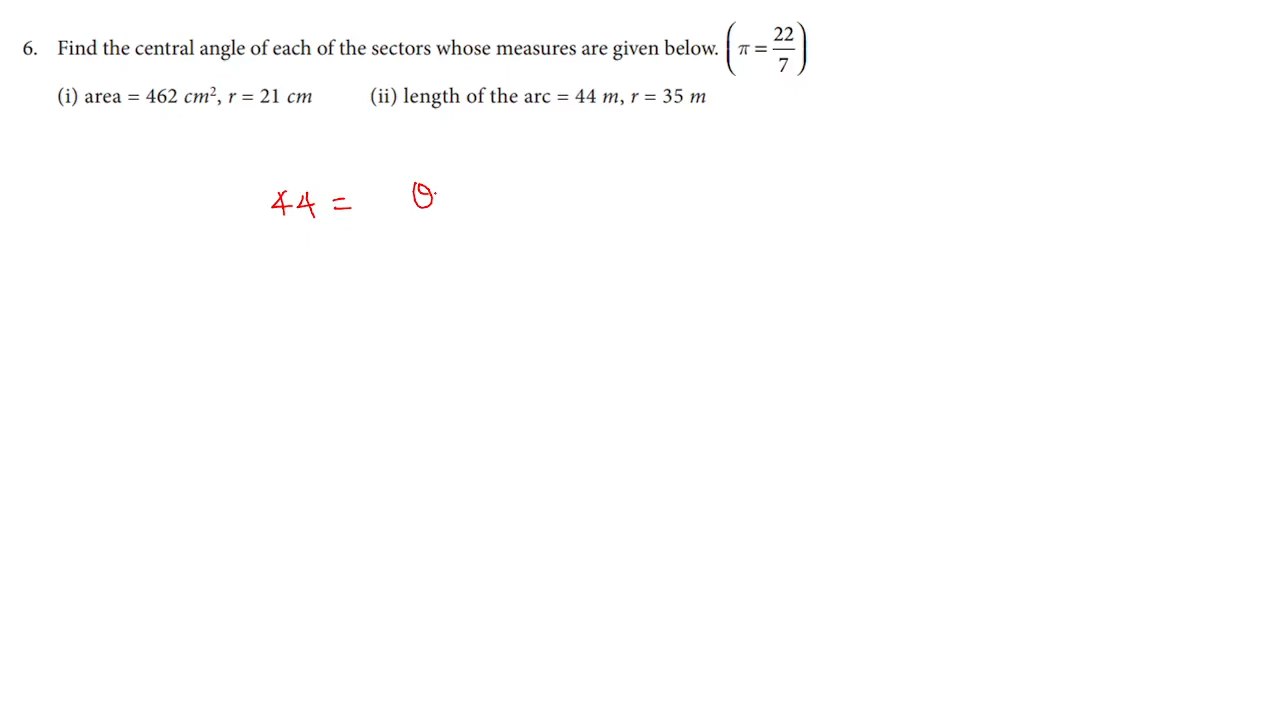 6. Find the central angle of each of the sectors whose measures are given below. (π = 22/7)
(i) area = 462 cm², r = 21 cm (ii) length of the arc = 44 m, r = 35 m
44 = θ